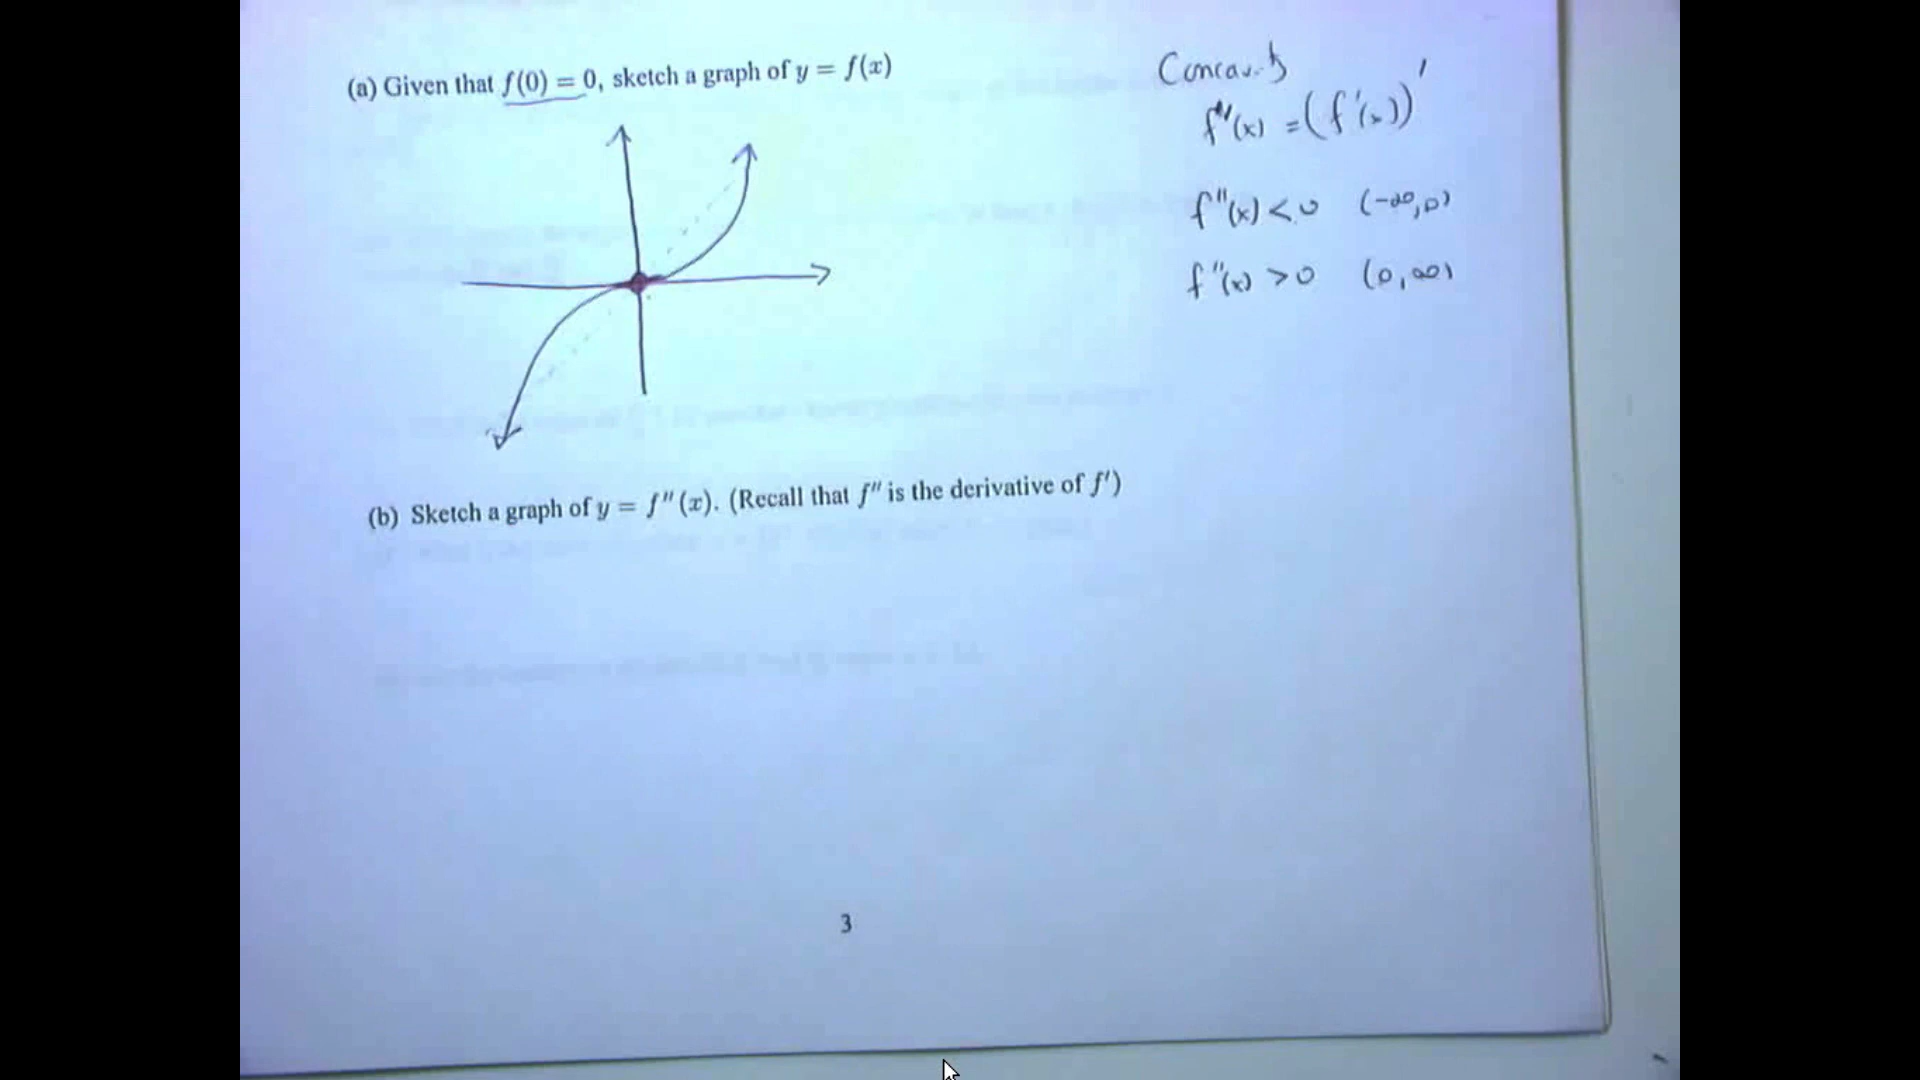 (a) Given that f(0) = 0, sketch a graph of y = f(x)
Concavity
f''(x) = (f'(x))'
f''(x) < 0 (-∞,0)
f''(x) > 0 (0,∞)
(b) Sketch a graph of y = f''(x). (Recall that f'' is the derivative of f')
3